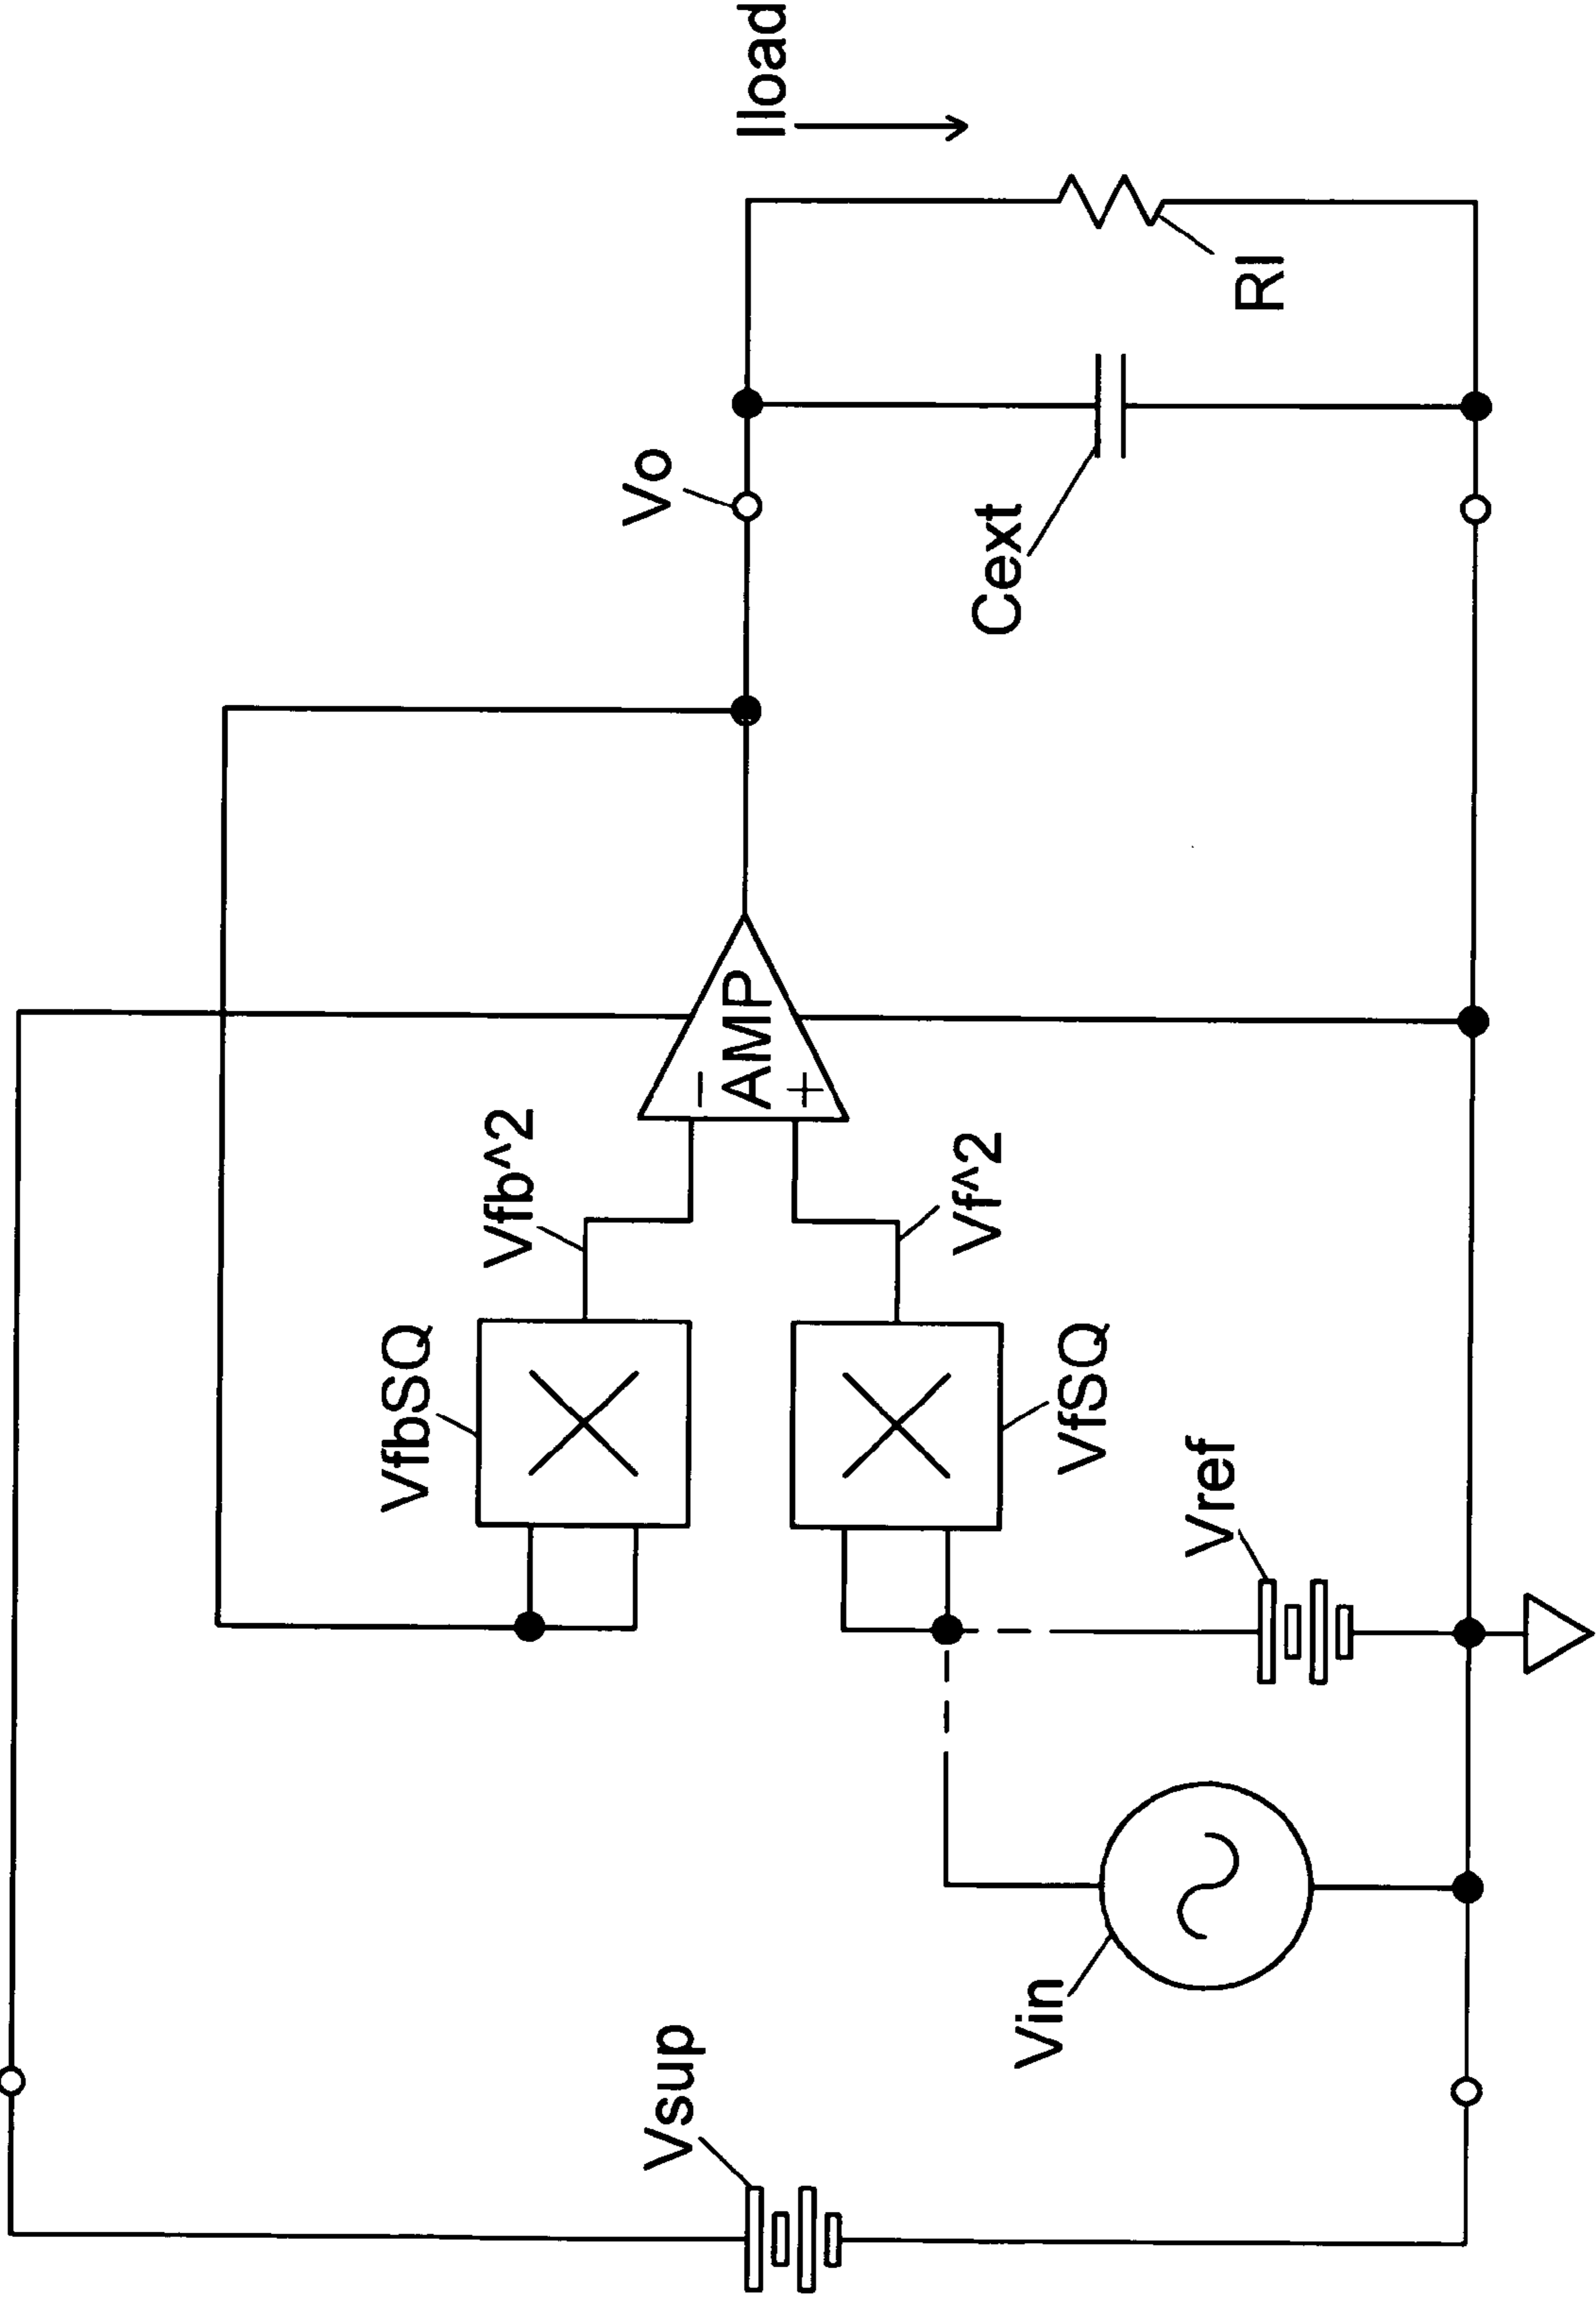 Vsup
Vin
Vref
VfbSQ
VfSQ
Vfb^2
Vf^2
−
AMP
+
Vo
Cext
Rl
Iload